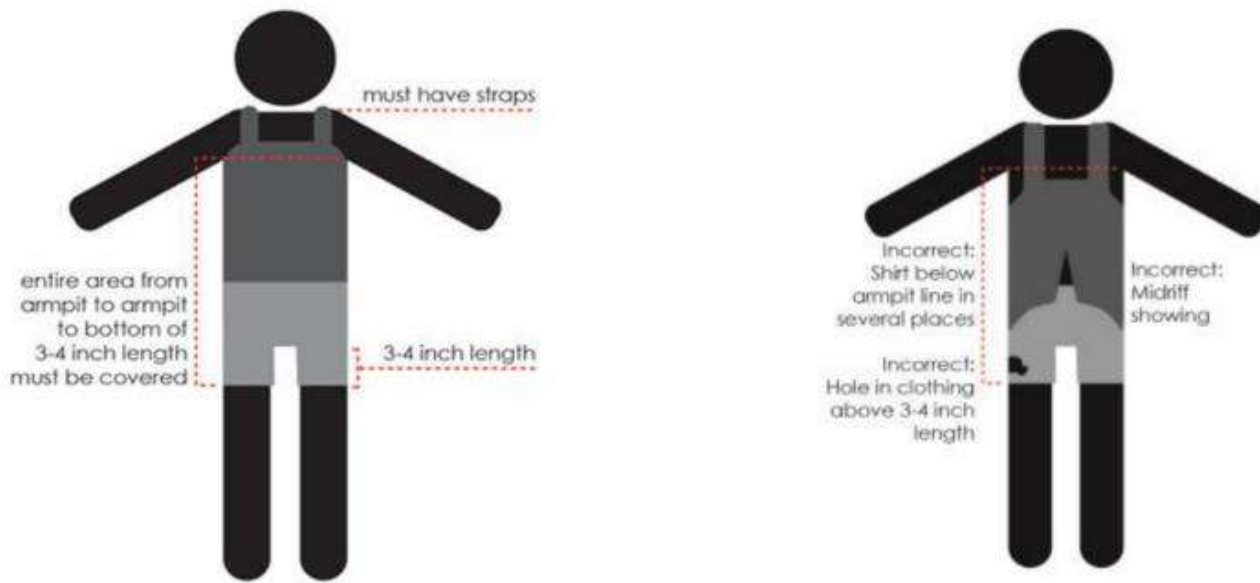 must have straps
entire area from
armpit to armpit
to bottom of
3-4 inch length
must be covered
3-4 inch length
Incorrect:
Shirt below
armpit line in
several places
Incorrect:
Midriff
showing
Incorrect:
Hole in clothing
above 3-4 inch
length